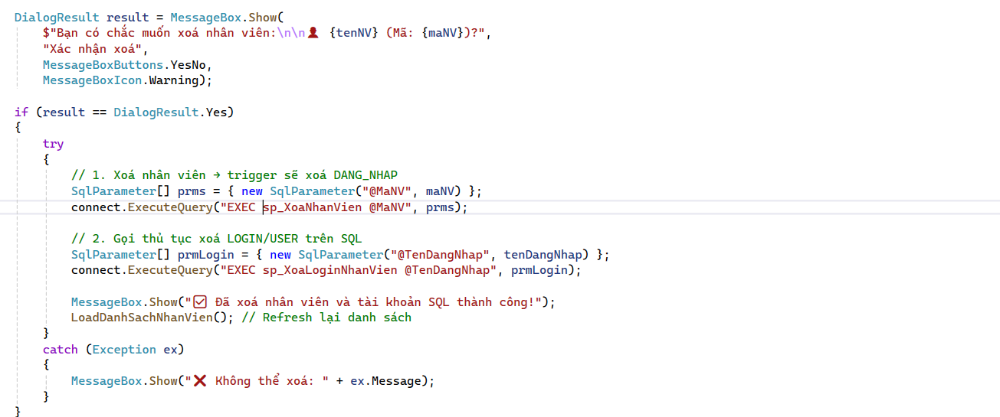 DialogResult result = MessageBox.Show(
$"Bạn có chắc muốn xoá nhân viên:\n\n👤 {tenNV} (Mã: {maNV})?",
"Xác nhận xoá",
MessageBoxButtons.YesNo,
MessageBoxIcon.Warning);
if (result == DialogResult.Yes)
{
try
{
// 1. Xoá nhân viên → trigger sẽ xoá DANG_NHAP
SqlParameter[] prms = { new SqlParameter("@MaNV", maNV) };
connect.ExecuteQuery("EXEC sp_XoaNhanVien @MaNV", prms);
// 2. Gọi thủ tục xoá LOGIN/USER trên SQL
SqlParameter[] prmLogin = { new SqlParameter("@TenDangNhap", tenDangNhap) };
connect.ExecuteQuery("EXEC sp_XoaLoginNhanVien @TenDangNhap", prmLogin);
MessageBox.Show("✅ Đã xoá nhân viên và tài khoản SQL thành công!");
LoadDanhSachNhanVien(); // Refresh lại danh sách
}
catch (Exception ex)
{
MessageBox.Show("❌ Không thể xoá: " + ex.Message);
}
}